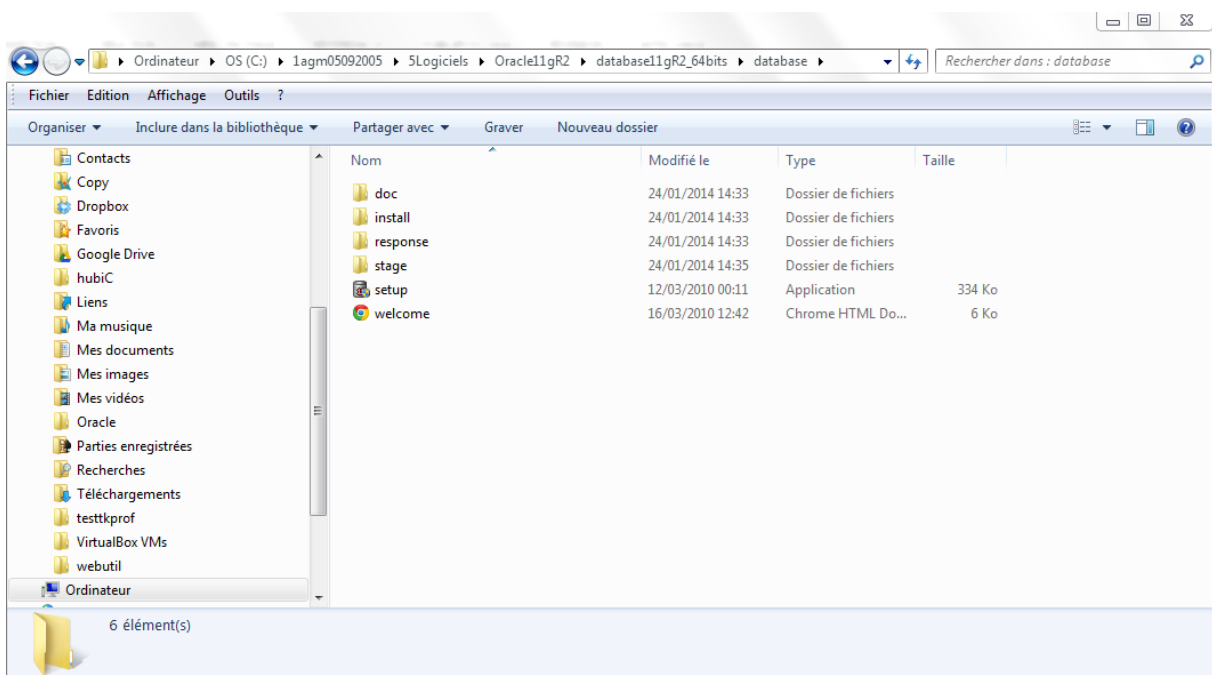 Ordinateur OS (C:) 1agm05092005 5Logiciels Oracle11gR2 database11gR2_64bits database Rechercher dans : database
Fichier Edition Affichage Outils ?
Organiser Inclure dans la bibliothèque Partager avec Graver Nouveau dossier
Contacts
Copy
Dropbox
Favoris
Google Drive
hubiC
Liens
Ma musique
Mes documents
Mes images
Mes vidéos
Oracle
Parties enregistrées
Recherches
Téléchargements
testtkprof
VirtualBox VMs
webutil
Ordinateur
Nom Modifié le Type Taille
doc 24/01/2014 14:33 Dossier de fichiers
install 24/01/2014 14:33 Dossier de fichiers
response 24/01/2014 14:33 Dossier de fichiers
stage 24/01/2014 14:35 Dossier de fichiers
setup 12/03/2010 00:11 Application 334 Ko
welcome 16/03/2010 12:42 Chrome HTML Do... 6 Ko
6 élément(s)